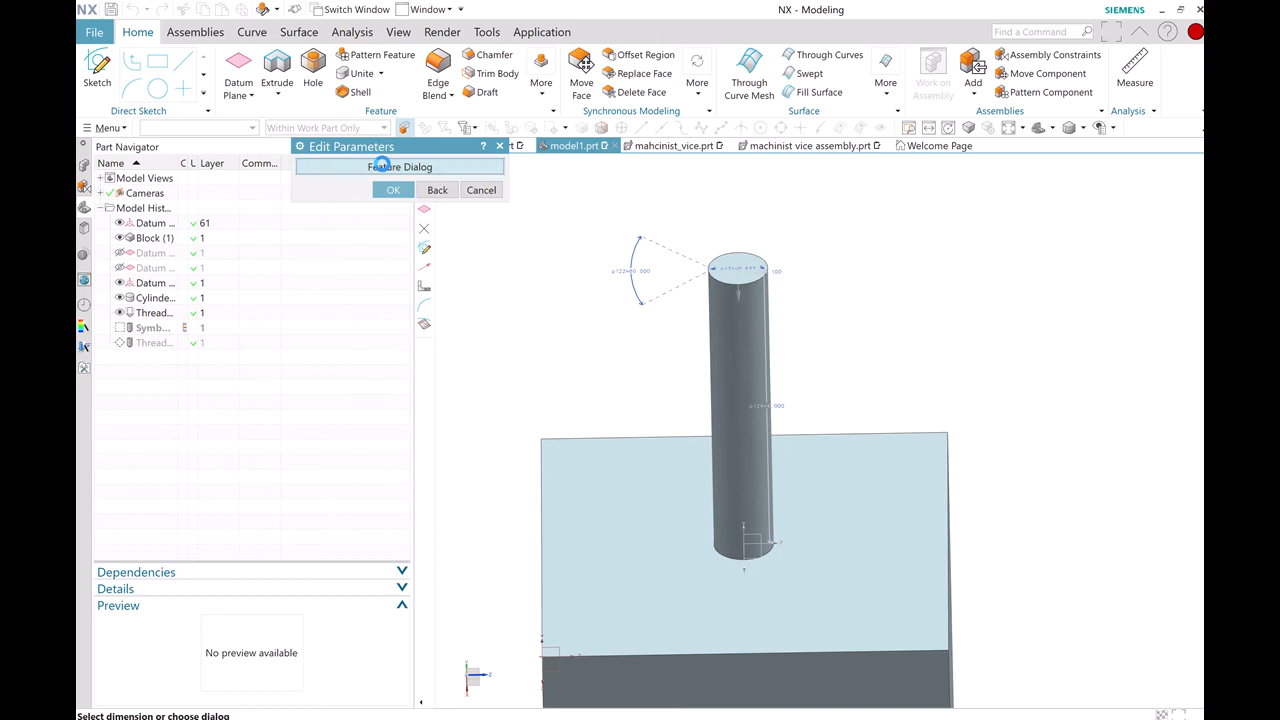 NX
Switch Window
Window
NX - Modeling
SIEMENS
File
Home
Assemblies
Curve
Surface
Analysis
View
Render
Tools
Application
Find a Command
Sketch
Datum
Plane
Extrude
Hole
Pattern Feature
Unite
Shell
Edge
Blend
Chamfer
Trim Body
Draft
More
Move
Face
Offset Region
Replace Face
Delete Face
More
Through
Curve Mesh
Through Curves
Swept
Fill Surface
More
Work on
Assembly
Add
Assembly Constraints
Move Component
Pattern Component
Measure
Direct Sketch
Feature
Synchronous Modeling
Surface
Assemblies
Analysis
Menu
Within Work Part Only
Part Navigator
Edit Parameters
?
model1.prt
mahcinist_vice.prt
machinist vice assembly.prt
Welcome Page
Name
C
L
Layer
Comm...
Feature Dialog
OK
Back
Cancel
Model Views
Cameras
Model Hist...
Datum ...
61
Block (1)
1
Datum ...
1
Datum ...
1
Datum ...
1
Cylinde...
1
Thread...
1
Symb...
1
Thread...
1
100
Dependencies
Details
Preview
No preview available
Select dimension or choose dialog